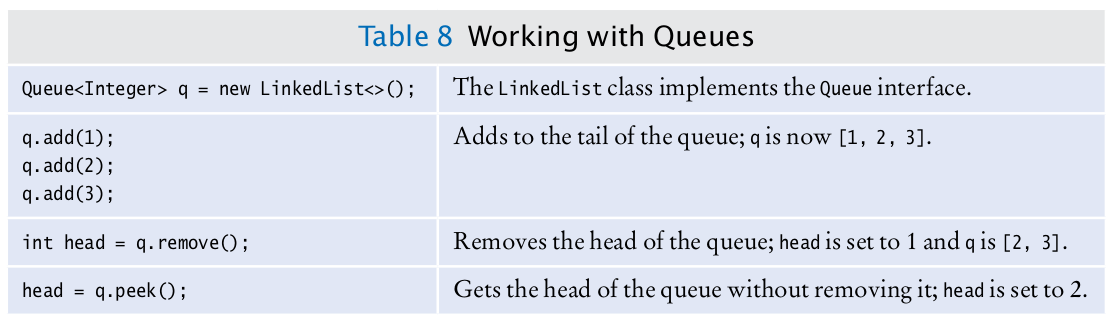 Table 8 Working with Queues
Queue<Integer> q = new LinkedList<>();
The LinkedList class implements the Queue interface.
q.add(1);
q.add(2);
q.add(3);
Adds to the tail of the queue; q is now [1, 2, 3].
int head = q.remove();
Removes the head of the queue; head is set to 1 and q is [2, 3].
head = q.peek();
Gets the head of the queue without removing it; head is set to 2.